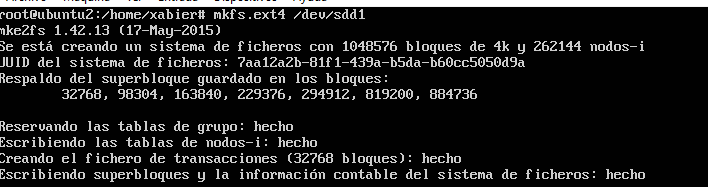 root@ubuntu2:/home/xabier# mkfs.ext4 /dev/sdd1
mke2fs 1.42.13 (17-May-2015)
Se está creando un sistema de ficheros con 1048576 bloques de 4k y 262144 nodos-i
UUID del sistema de ficheros: 7aa12a2b-81f1-439a-b5da-b60cc5050d9a
Respaldo del superbloque guardado en los bloques:
32768, 98304, 163840, 229376, 294912, 819200, 884736
Reservando las tablas de grupo: hecho
Escribiendo las tablas de nodos-i: hecho
Creando el fichero de transacciones (32768 bloques): hecho
Escribiendo superbloques y la información contable del sistema de ficheros: hecho